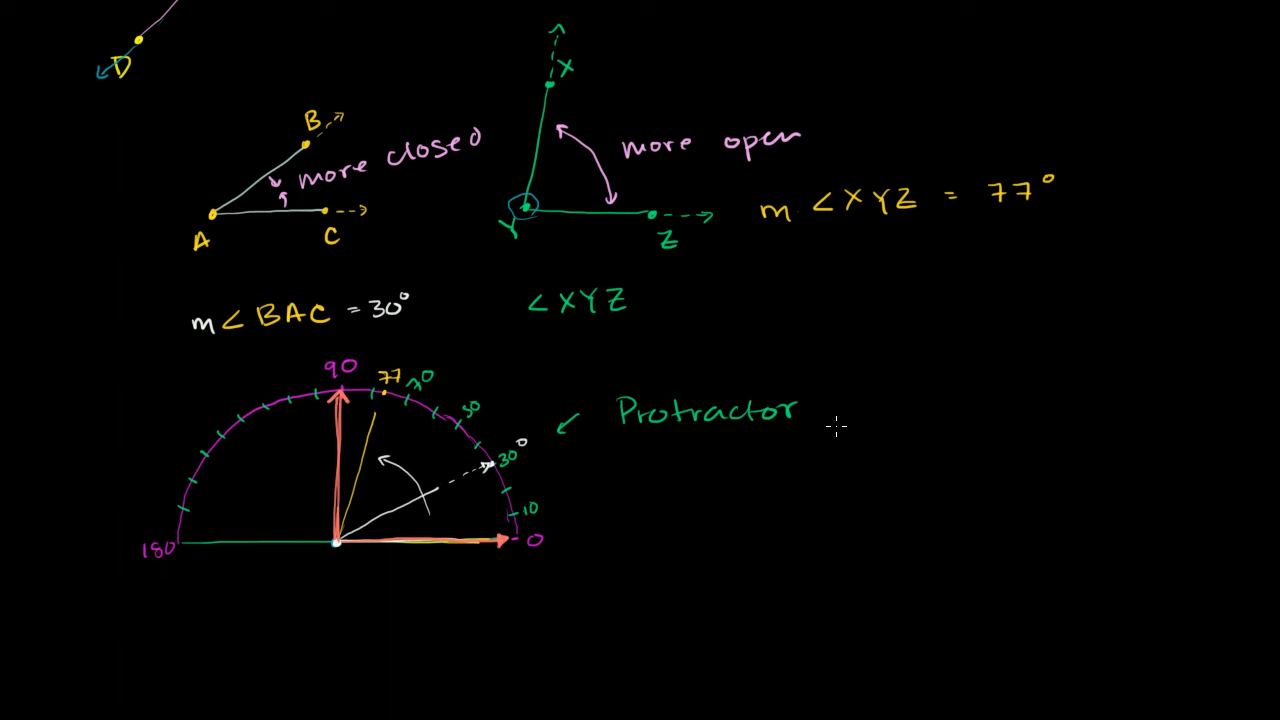 D
B
more closed
A
C
X
more open
Y
Z
m ∠XYZ = 77°
m∠BAC = 30°
∠XYZ
90
77
70
50
30°
10
0
180
Protractor